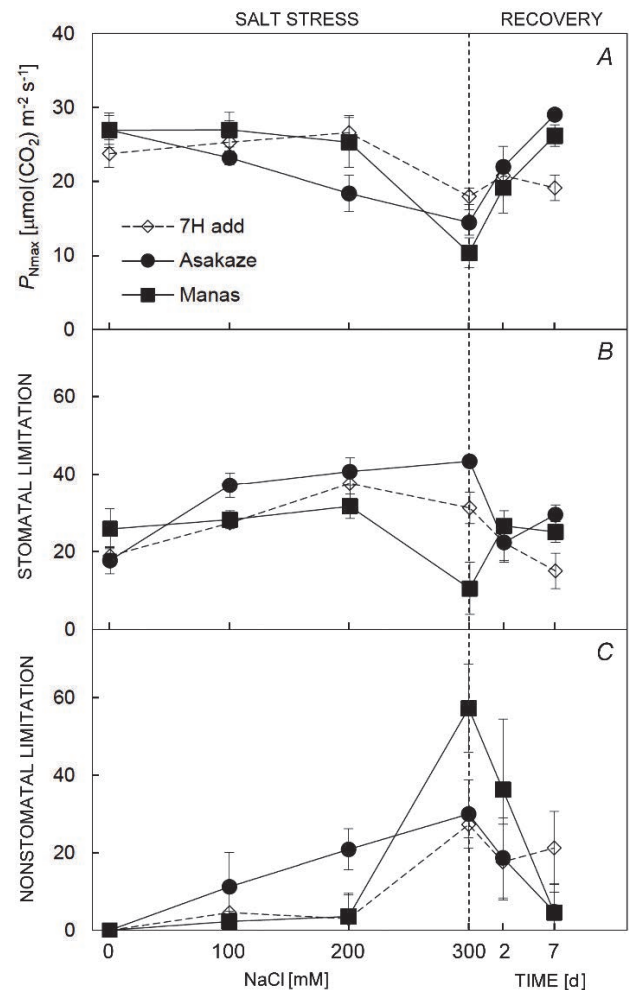 SALT STRESS RECOVERY
A
40
30
20
10
0
P_Nmax [μmol(CO₂) m⁻² s⁻¹]
7H add
Asakaze
Manas
B
60
40
20
0
STOMATAL LIMITATION
C
60
40
20
0
NONSTOMATAL LIMITATION
0 100 200 300 2 7
NaCl [mM] TIME [d]